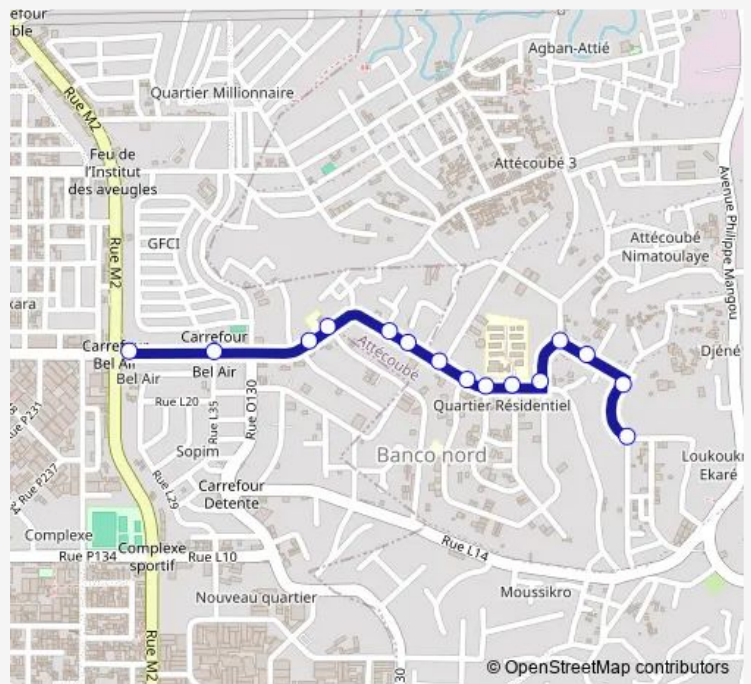 efour
ble
Agban-Attié
Rue M2
Quartier Millionnaire
Feu de
l'Institut
des aveugles
Attécoubé 3
Avenue Philippe Mangou
Rue M2
GFCI
Attécoubé
Nimatoulaye
kara
Carrefour
Bel Air
Carrefour
Bel Air
Bel Air
Attécoubé
Djéné
Rue P231
Rue L20
Rue L35
Rue O130
Quartier Résidentiel
Sopim
Banco nord
Rue P237
Rue L29
Carrefour
Detente
Loukoukr
Ekaré
Complexe
Rue P134
Complexe
sportif
Rue L10
Rue L14
Moussikro
Nouveau quartier
Rue M2
30
© OpenStreetMap contributors